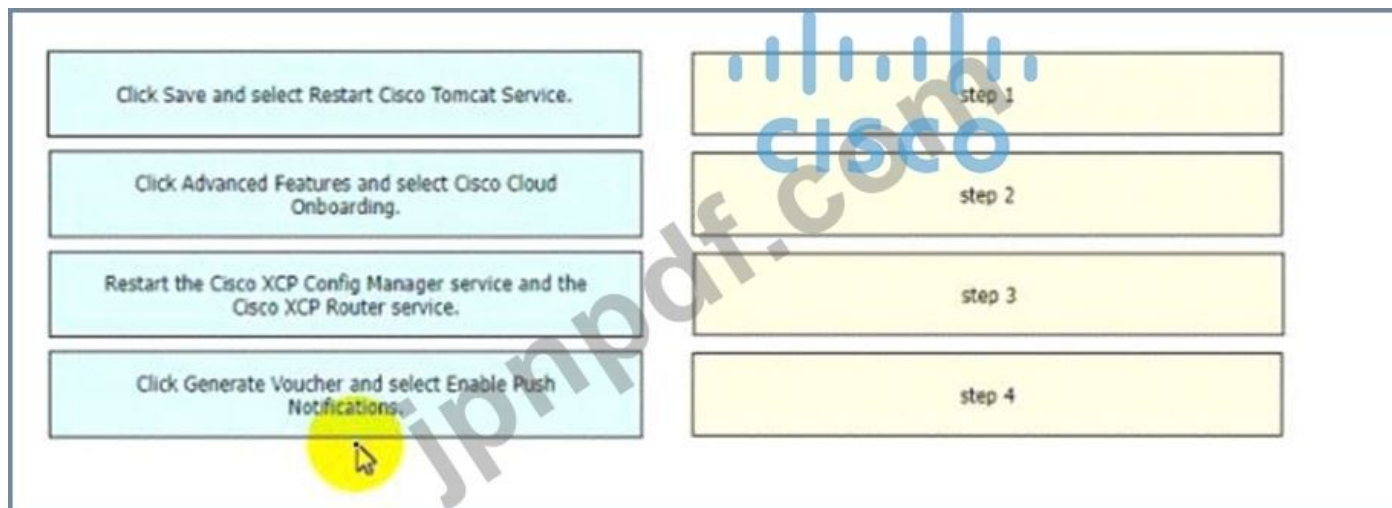 Click Save and select Restart Cisco Tomcat Service.
Click Advanced Features and select Cisco Cloud
Onboarding.
Restart the Cisco XCP Config Manager service and the
Cisco XCP Router service.
Click Generate Voucher and select Enable Push
Notifications.
step 1
step 2
step 3
step 4
CISCO
jpnpdf.com